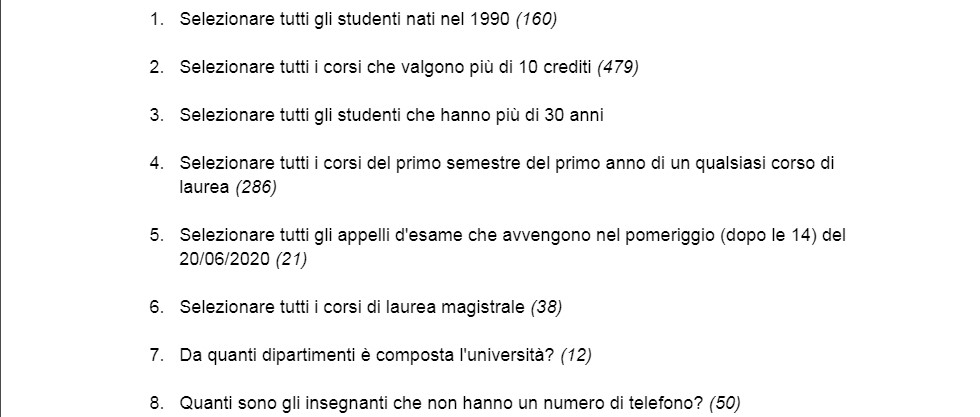 1. Selezionare tutti gli studenti nati nel 1990 (160)
2. Selezionare tutti i corsi che valgono più di 10 crediti (479)
3. Selezionare tutti gli studenti che hanno più di 30 anni
4. Selezionare tutti i corsi del primo semestre del primo anno di un qualsiasi corso di
laurea (286)
5. Selezionare tutti gli appelli d'esame che avvengono nel pomeriggio (dopo le 14) del
20/06/2020 (21)
6. Selezionare tutti i corsi di laurea magistrale (38)
7. Da quanti dipartimenti è composta l'università? (12)
8. Quanti sono gli insegnanti che non hanno un numero di telefono? (50)